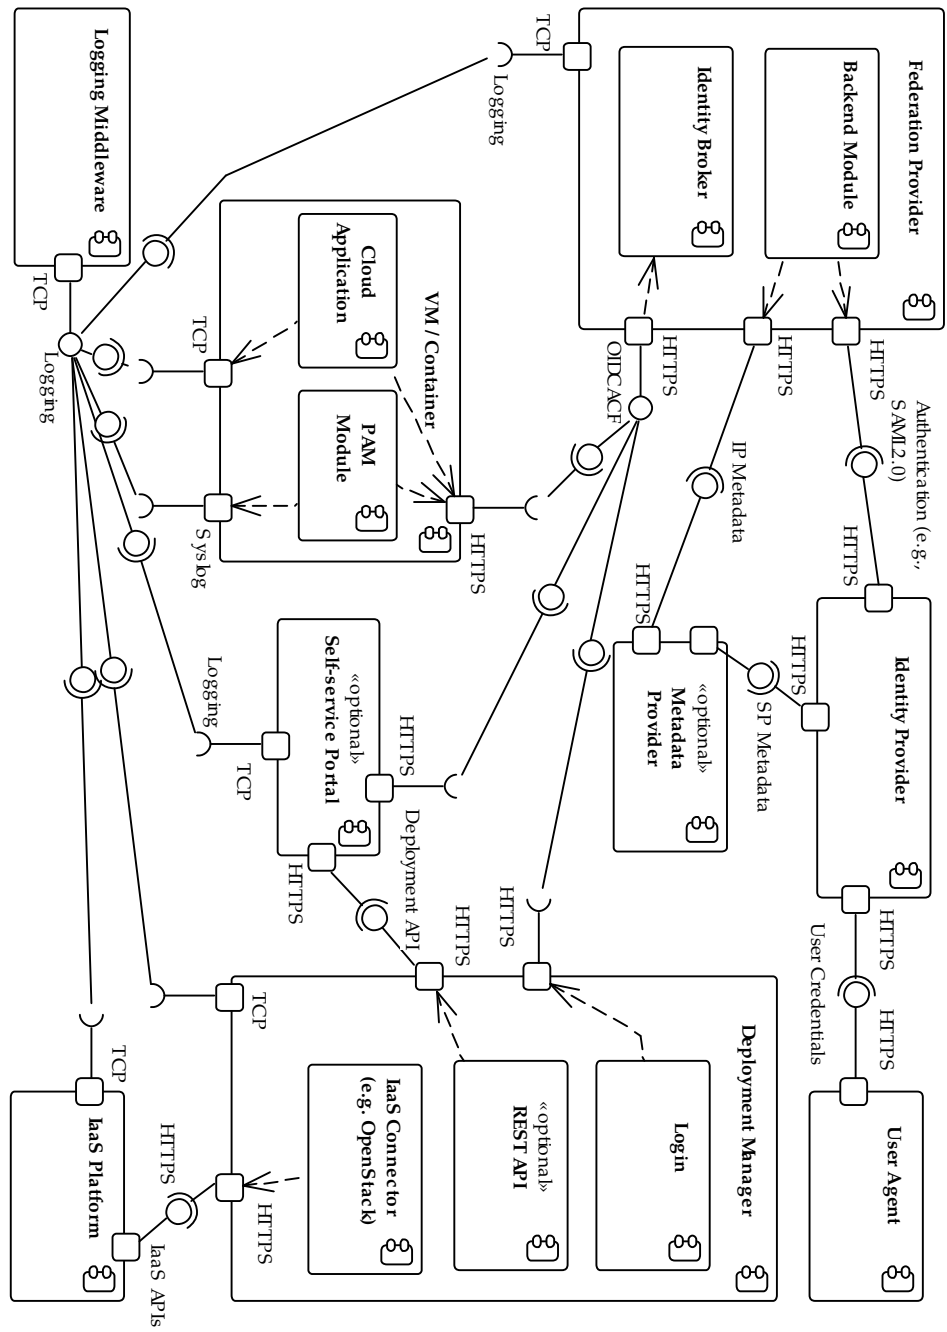 Federation Provider
Backend Module
Identity Broker
TCP
Logging
HTTPS
HTTPS
HTTPS
OIDC ACF
Authentication (e.g.,
SAML2.0)
HTTPS
IP Metadata
HTTPS
Identity Provider
HTTPS
SP Metadata
«optional»
Metadata
Provider
HTTPS
User Credentials
HTTPS
User Agent
Logging Middleware
TCP
Logging
VM / Container
Cloud
Application
PAM
Module
TCP
Syslog
HTTPS
«optional»
Self-service Portal
Logging
TCP
HTTPS
HTTPS
Deployment API
HTTPS
HTTPS
Deployment Manager
Login
«optional»
REST API
IaaS Connector
(e.g. OpenStack)
TCP
HTTPS
HTTPS
IaaS APIs
TCP
IaaS Platform